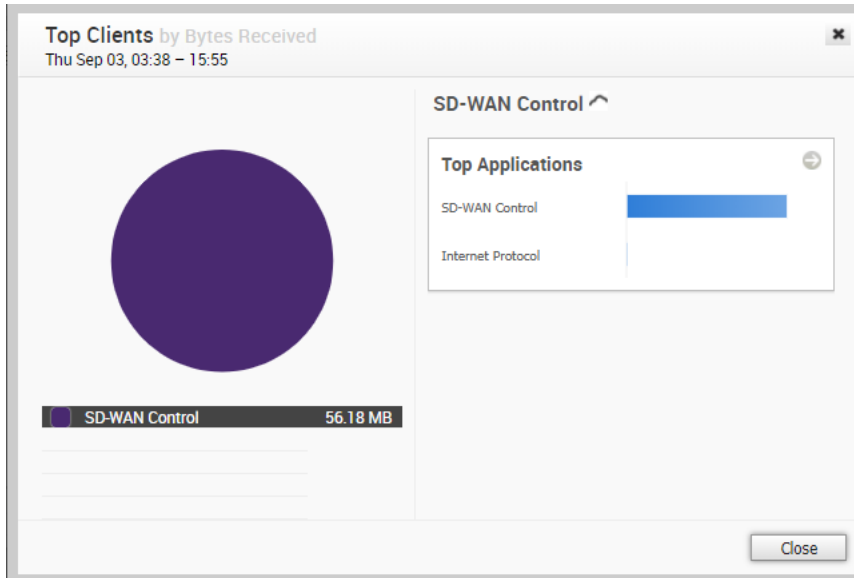 Top Clients by Bytes Received
Thu Sep 03, 03:38 – 15:55
SD-WAN Control
Top Applications
SD-WAN Control
Internet Protocol
SD-WAN Control 56.18 MB
Close